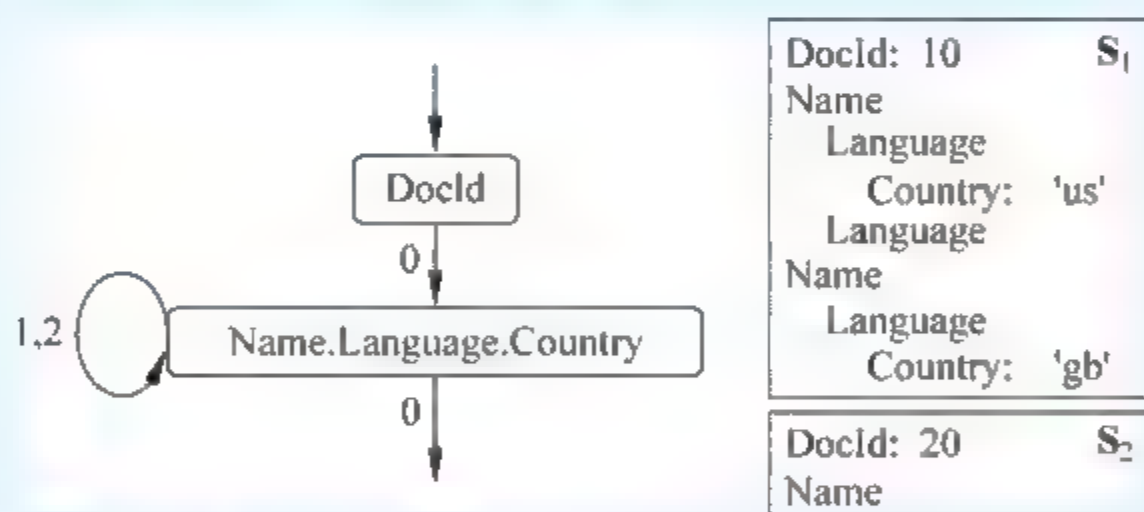 DocId
0
1,2
Name.Language.Country
0
DocId: 10 S1
Name
Language
Country: 'us'
Language
Name
Language
Country: 'gb'
DocId: 20 S2
Name